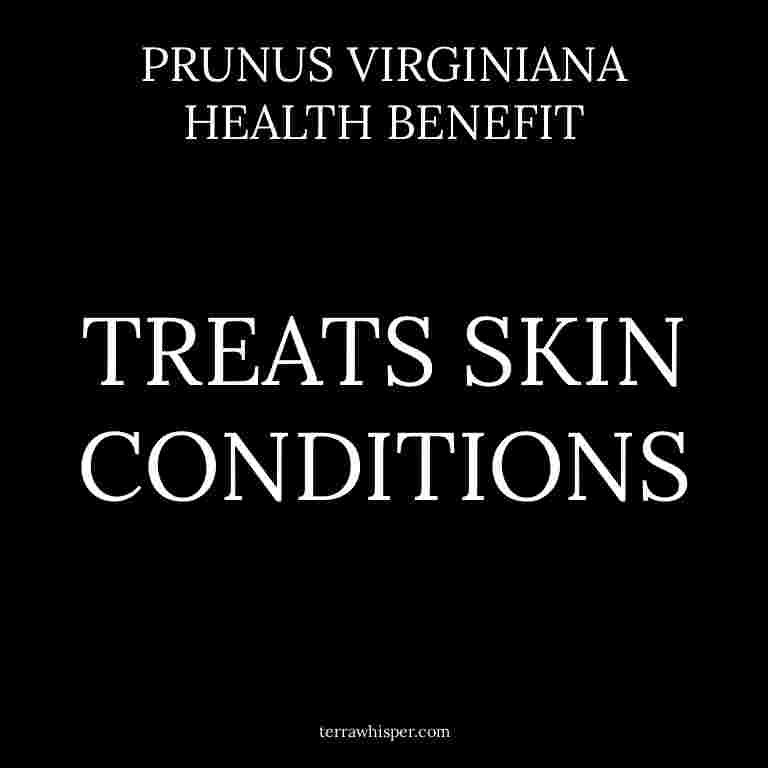 PRUNUS VIRGINIANA
HEALTH BENEFIT
TREATS SKIN
CONDITIONS
terrawhisper.com